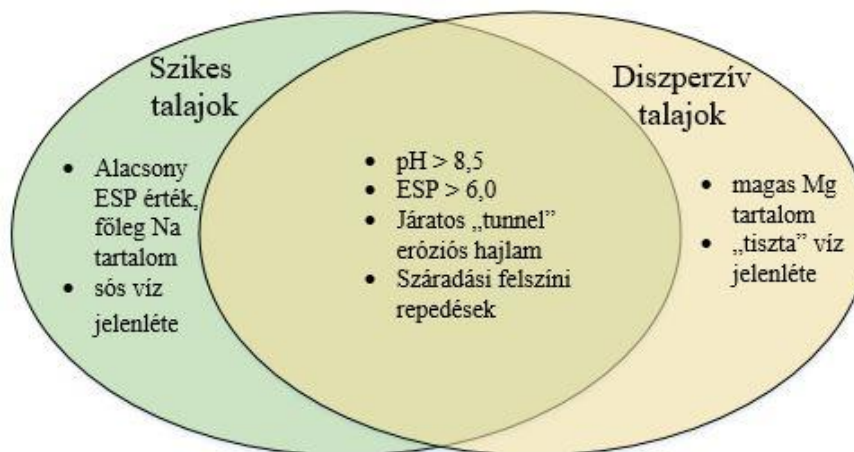 Szikes
talajok
• Alacsony
ESP érték,
főleg Na
tartalom
• sós víz
jelenléte
• pH > 8,5
• ESP > 6,0
• Járatos „tunnel”
eróziós hajlam
• Száradási felszíni
repedések
Diszperzív
talajok
• magas Mg
tartalom
• „tiszta” víz
jelenléte